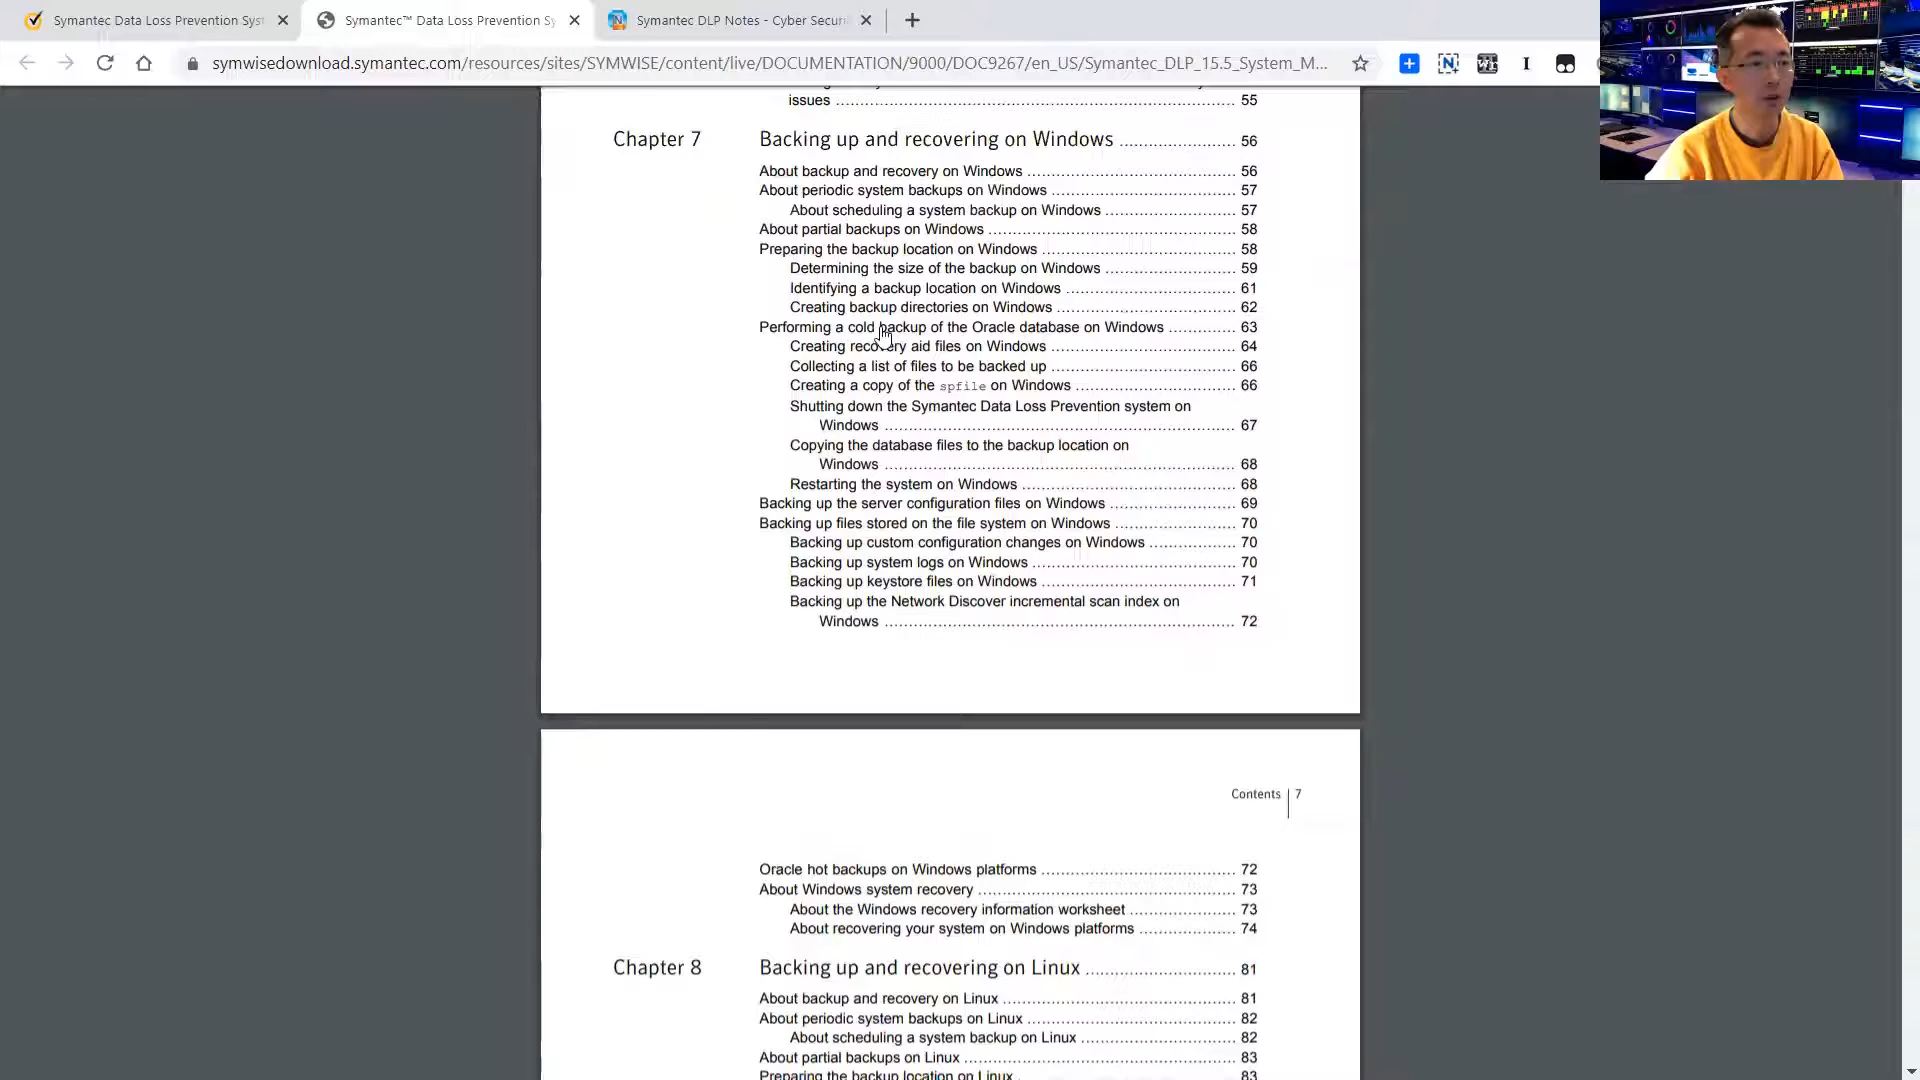 Symantec Data Loss Prevention Syst
Symantec™ Data Loss Prevention Sy
Symantec DLP Notes - Cyber Securi
symwisedownload.symantec.com/resources/sites/SYMWISE/content/live/DOCUMENTATION/9000/DOC9267/en_US/Symantec_DLP_15.5_System_M...
issues ........ 55
Chapter 7 Backing up and recovering on Windows ........ 56
About backup and recovery on Windows ........ 56
About periodic system backups on Windows ........ 57
About scheduling a system backup on Windows ........ 57
About partial backups on Windows ........ 58
Preparing the backup location on Windows ........ 58
Determining the size of the backup on Windows ........ 59
Identifying a backup location on Windows ........ 61
Creating backup directories on Windows ........ 62
Performing a cold backup of the Oracle database on Windows ........ 63
Creating recovery aid files on Windows ........ 64
Collecting a list of files to be backed up ........ 66
Creating a copy of the spfile on Windows ........ 66
Shutting down the Symantec Data Loss Prevention system on
Windows ........ 67
Copying the database files to the backup location on
Windows ........ 68
Restarting the system on Windows ........ 68
Backing up the server configuration files on Windows ........ 69
Backing up files stored on the file system on Windows ........ 70
Backing up custom configuration changes on Windows ........ 70
Backing up system logs on Windows ........ 70
Backing up keystore files on Windows ........ 71
Backing up the Network Discover incremental scan index on
Windows ........ 72
Contents 7
Oracle hot backups on Windows platforms ........ 72
About Windows system recovery ........ 73
About the Windows recovery information worksheet ........ 73
About recovering your system on Windows platforms ........ 74
Chapter 8 Backing up and recovering on Linux ........ 81
About backup and recovery on Linux ........ 81
About periodic system backups on Linux ........ 82
About scheduling a system backup on Linux ........ 82
About partial backups on Linux ........ 83
Preparing the backup location on Linux ........ 83